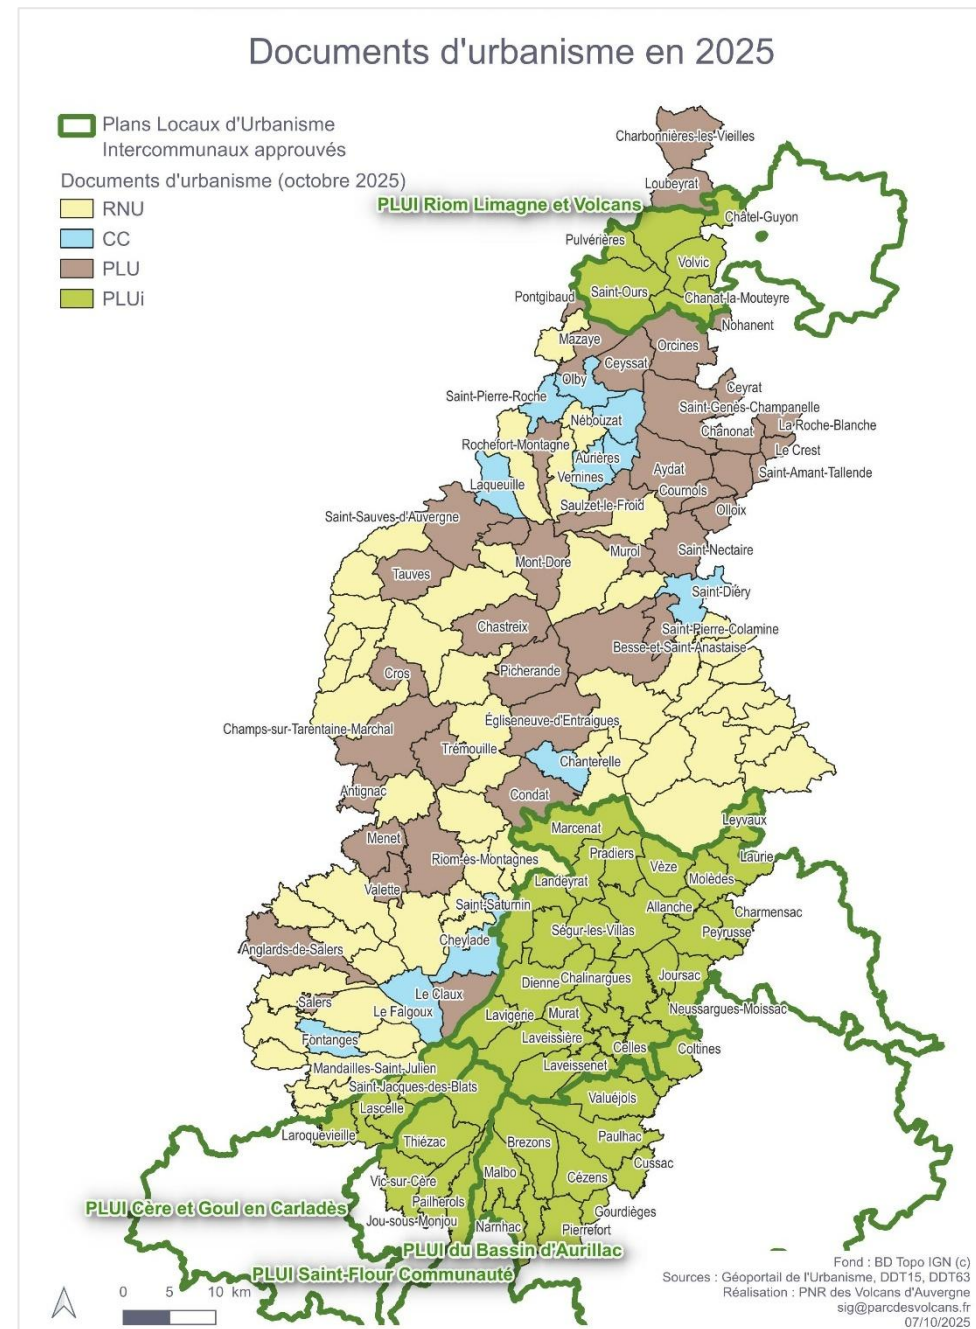 Documents d'urbanisme en 2025
Plans Locaux d'Urbanisme
Intercommunaux approuvés
Documents d'urbanisme (octobre 2025)
RNU
CC
PLU
PLUi
Charbonnières-les-Vieilles
Loubeyrat
PLUI Riom Limagne et Volcans
Châtel-Guyon
Pulvérières
Volvic
Saint-Ours
Chanat-la-Mouteyre
Pontgibaud
Nohanent
Mazaye
Orcines
Ceyssat
Olby
Ceyrat
Saint-Pierre-Roche
Saint-Genès-Champanelle
Nébouzat
La Roche-Blanche
Chanonat
Rochefort-Montagne
Le Crest
Aurières
Aydat
Saint-Amant-Tallende
Vernines
Laqueuille
Cournols
Saulzet-le-Froid
Olloix
Saint-Sauves-d'Auvergne
Murol
Saint-Nectaire
Mont-Dore
Tauves
Saint-Diéry
Chastreix
Saint-Pierre-Colamine
Besse-et-Saint-Anastaise
Cros
Picherande
Champs-sur-Tarentaine-Marchal
Égliseneuve-d'Entraigues
Trémouille
Chanterelle
Antignac
Condat
Leyvaux
Marcenat
Menet
Pradiers
Laurie
Riom-ès-Montagnes
Vèze
Landeyrat
Molèdes
Valette
Saint-Saturnin
Allanche
Charmensac
Ségur-les-Villas
Peyrusse
Cheylade
Anglards-de-Salers
Dienne
Chalinargues
Joursac
Le Claux
Salers
Le Falgoux
Lavigerie
Murat
Neussargues-Moissac
Fontanges
Laveissière
Celles
Coltines
Mandailles-Saint-Julien
Laveissenet
Saint-Jacques-des-Blats
Valuéjols
Lascelle
Laroquevieille
Thiézac
Brezons
Paulhac
Cussac
Malbo
Cézens
Vic-sur-Cère
Pailherols
PLUI Cère et Goul en Carladès
Gourdièges
Jou-sous-Monjou
Narnhac
Pierrefort
PLUI du Bassin d'Aurillac
PLUI Saint-Flour Communauté
0 5 10 km
Fond : BD Topo IGN (c)
Sources : Géoportail de l'Urbanisme, DDT15, DDT63
Réalisation : PNR des Volcans d'Auvergne
sig@parcdesvolcans.fr
07/10/2025